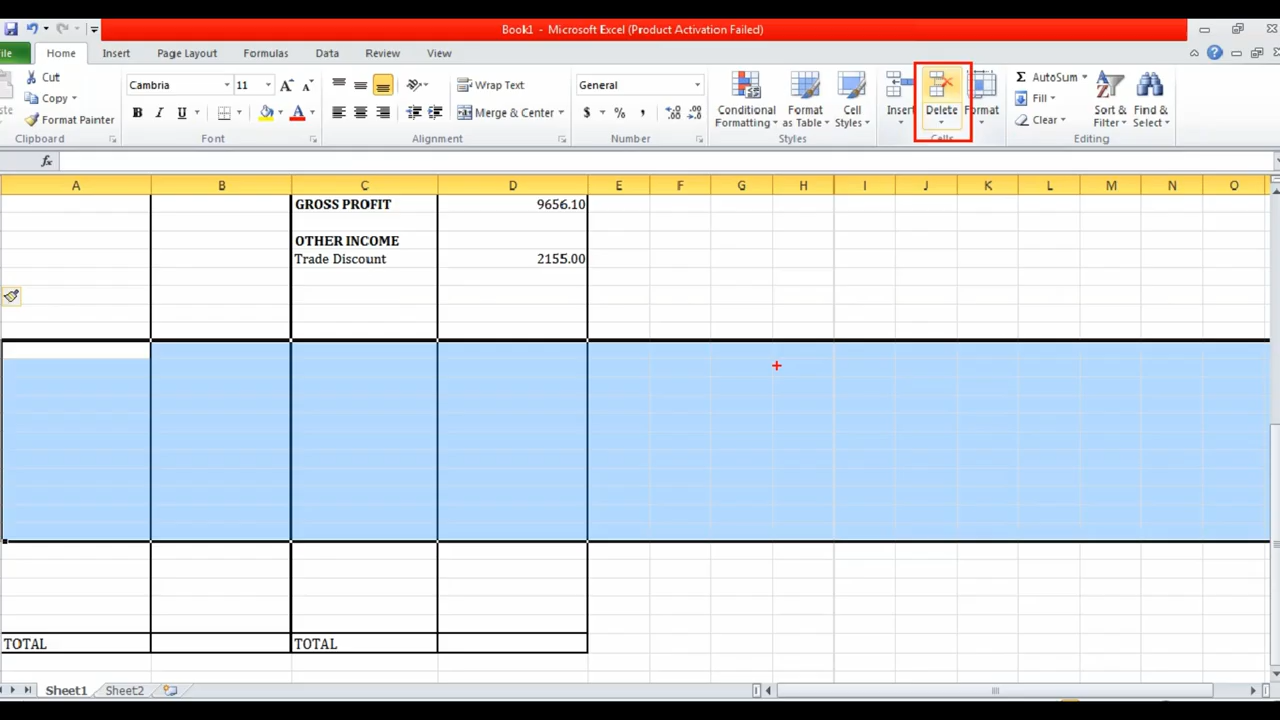 Book1 - Microsoft Excel (Product Activation Failed)
Home Insert Page Layout Formulas Data Review View
Cut
Copy
Format Painter
Clipboard
Cambria 11
B I U A
Font
Wrap Text
Merge & Center
Alignment
General
$ % ,
Number
Conditional Formatting
Format as Table
Cell Styles
Styles
Insert
Delete
Format
Cells
Σ AutoSum
Fill
Clear
Sort & Filter
Find & Select
Editing
fx
A B C D E F G H I J K L M N O
GROSS PROFIT 9656.10
OTHER INCOME
Trade Discount 2155.00
TOTAL TOTAL
Sheet1 Sheet2